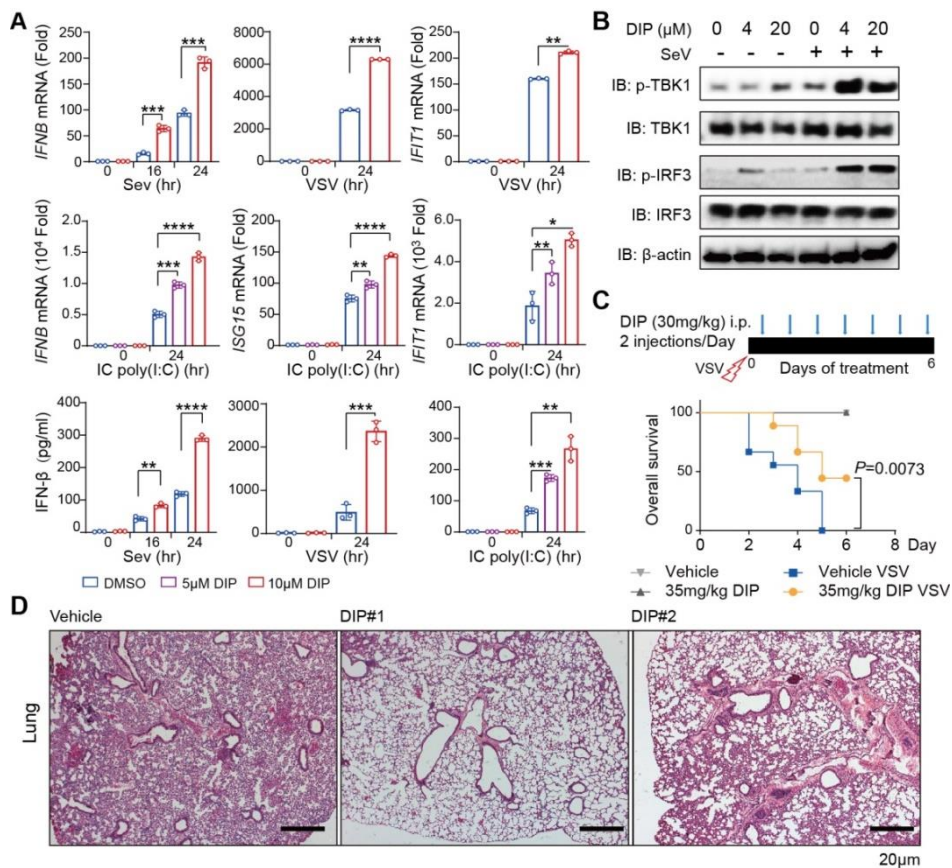 A
IFNB mRNA (Fold)
250
200
150
100
50
0
***
***
0
16
24
Sev (hr)
8000
6000
4000
2000
0
****
0
24
VSV (hr)
IFIT1 mRNA (Fold)
250
200
150
100
50
0
**
0
24
VSV (hr)
IFNB mRNA (10⁴ Fold)
2.0
1.5
1.0
0.5
0.0
****
***
0
24
IC poly(I:C) (hr)
ISG15 mRNA (Fold)
200
150
100
50
0
****
**
0
24
IC poly(I:C) (hr)
IFIT1 mRNA (10³ Fold)
6.0
4.0
2.0
0.0
*
**
0
24
IC poly(I:C) (hr)
IFN-β (pg/ml)
400
300
200
100
0
****
**
0
16
24
Sev (hr)
3000
2000
1000
0
***
0
24
VSV (hr)
400
300
200
100
0
**
***
0
24
IC poly(I:C) (hr)
DMSO 5μM DIP 10μM DIP
B
DIP (μM) 0 4 20 0 4 20
SeV - - - + + +
IB: p-TBK1
IB: TBK1
IB: p-IRF3
IB: IRF3
IB: β-actin
C
DIP (30mg/kg) i.p.
2 injections/Day
VSV
0 Days of treatment 6
Overall survival
100
50
0
P=0.0073
0 2 4 6 8 Day
Vehicle Vehicle VSV
35mg/kg DIP 35mg/kg DIP VSV
D
Vehicle DIP#1 DIP#2
Lung
20μm